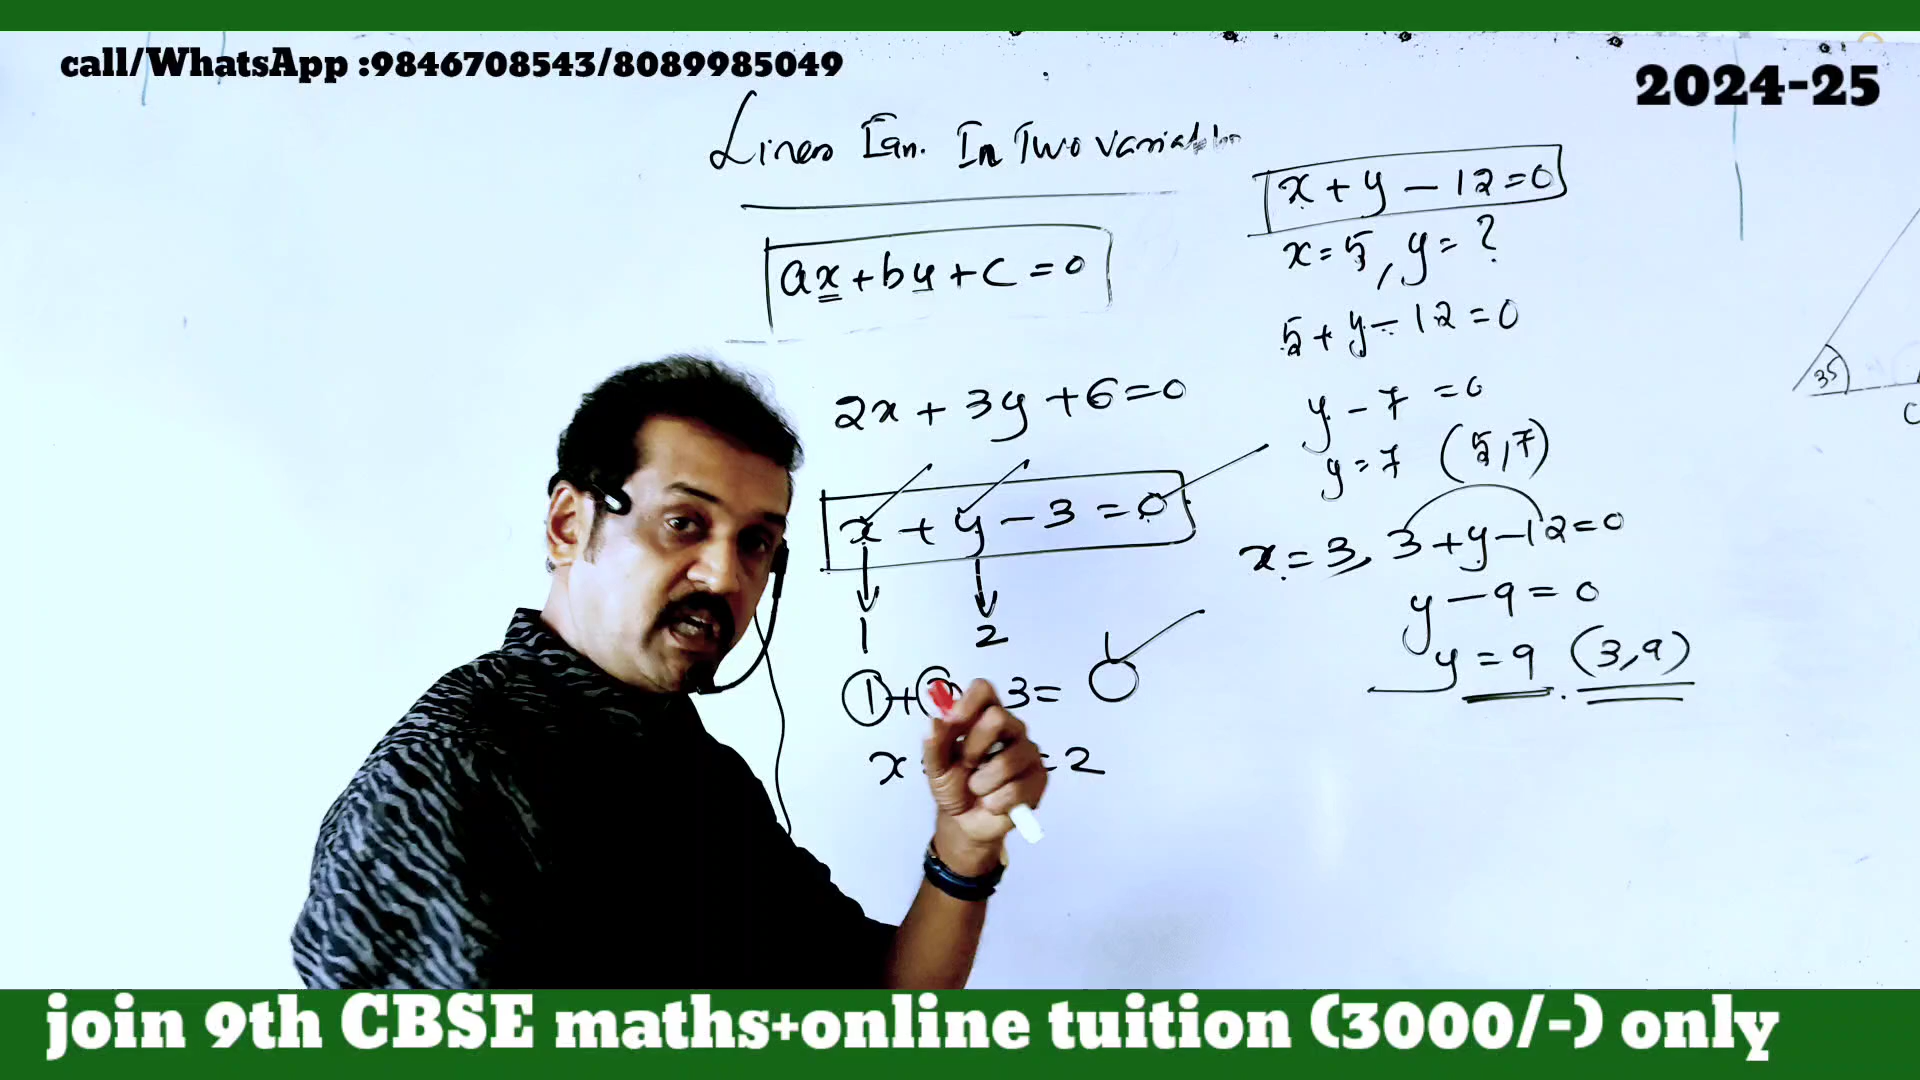 call/WhatsApp :9846708543/8089985049
2024-25
Linear Eqn. In Two variables
ax+by+c=0
2x+3y+6=0
x+y-3=0
1 2
1+ 3=0
x =2
x+y-12=0
x=5, y=?
5+y-12=0
y-7=0
y=7 (5,7)
x=3, 3+y-12=0
y-9=0
y=9 (3,9)
35
join 9th CBSE maths+online tuition (3000/-) only